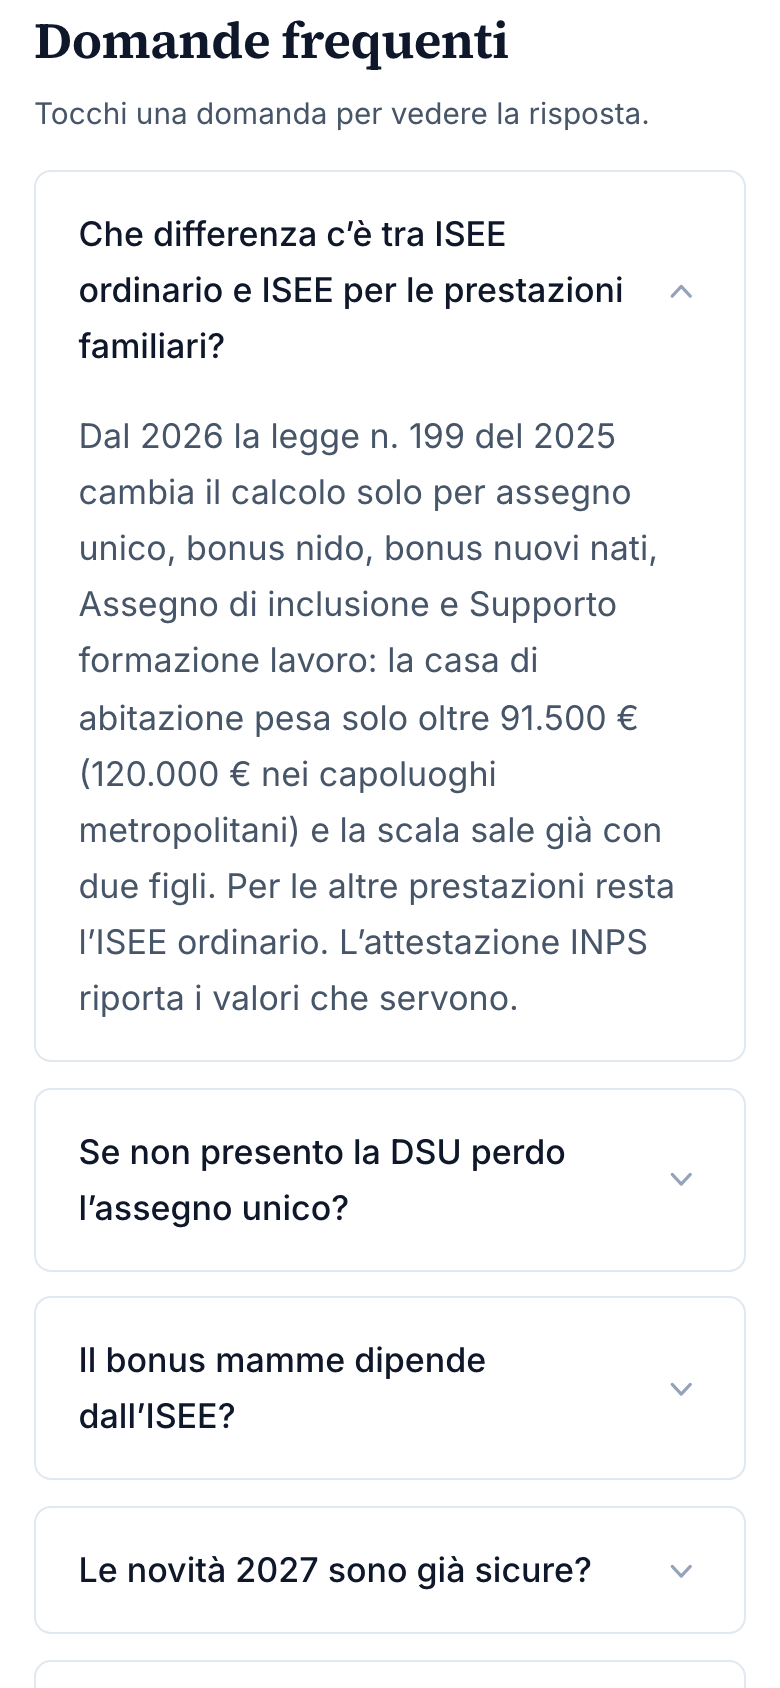 Domande frequenti
Tocchi una domanda per vedere la risposta.
Che differenza c’è tra ISEE
ordinario e ISEE per le prestazioni
familiari?
Dal 2026 la legge n. 199 del 2025
cambia il calcolo solo per assegno
unico, bonus nido, bonus nuovi nati,
Assegno di inclusione e Supporto
formazione lavoro: la casa di
abitazione pesa solo oltre 91.500 €
(120.000 € nei capoluoghi
metropolitani) e la scala sale già con
due figli. Per le altre prestazioni resta
l’ISEE ordinario. L’attestazione INPS
riporta i valori che servono.
Se non presento la DSU perdo
l’assegno unico?
Il bonus mamme dipende
dall’ISEE?
Le novità 2027 sono già sicure?